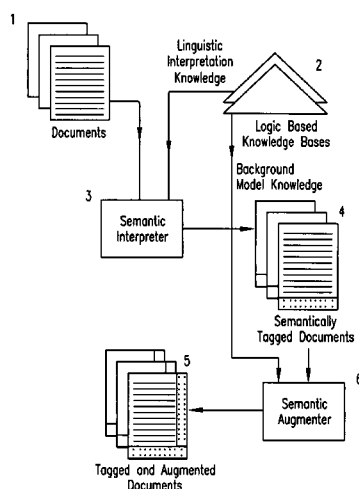 1
Documents
Linguistic
Interpretation
Knowledge
2
Logic Based
Knowledge Bases
Background
Model Knowledge
3
Semantic
Interpreter
4
Semantically
Tagged Documents
5
Tagged and Augmented
Documents
6
Semantic
Augmenter